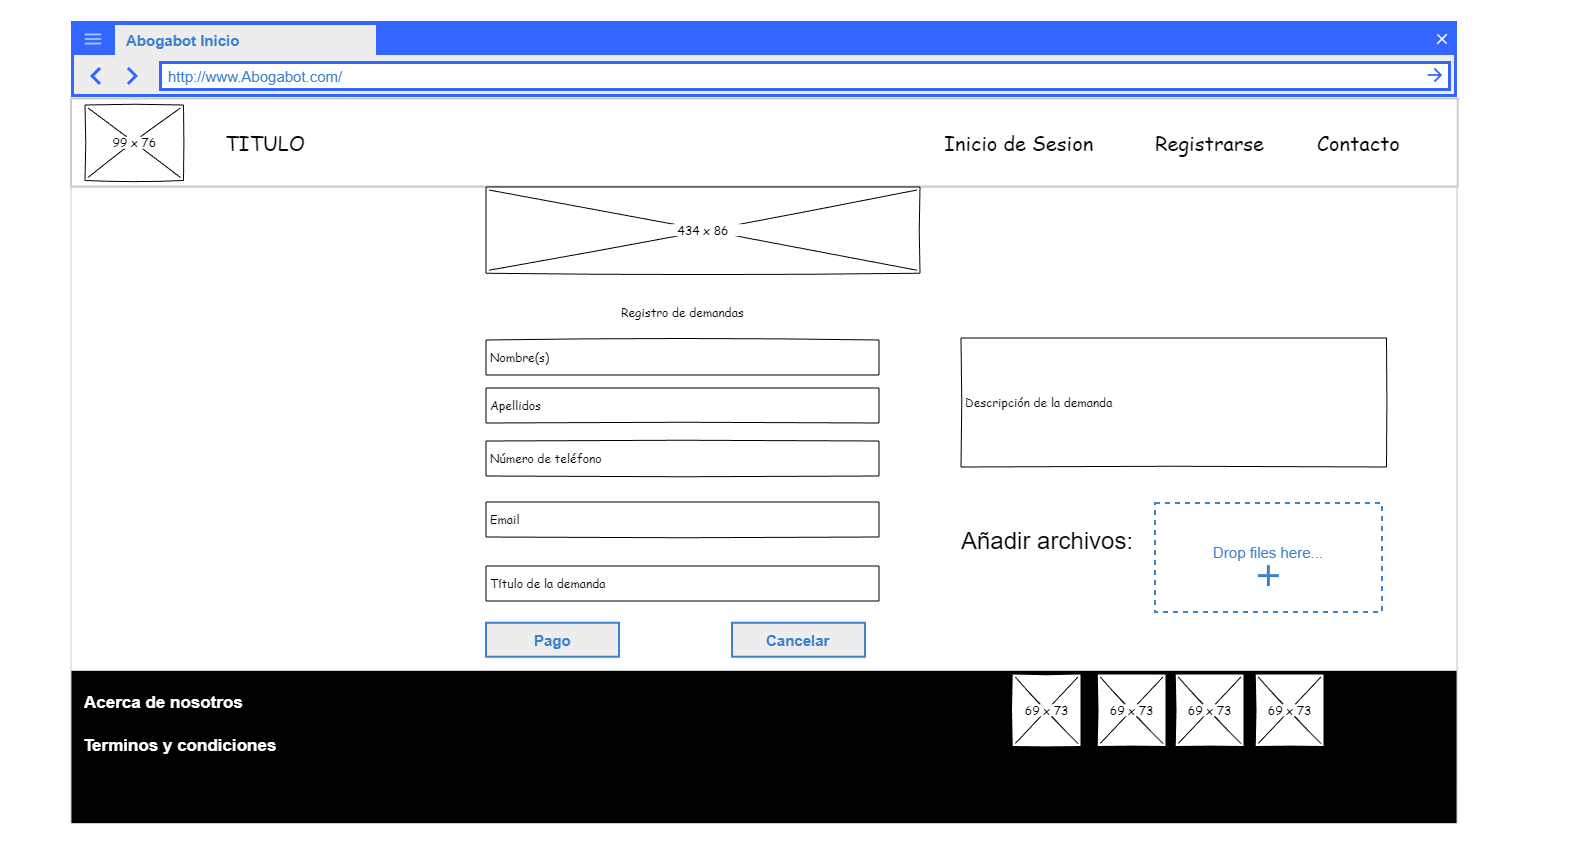 Abogabot Inicio
http://www.Abogabot.com/
99 x 76
TITULO
Inicio de Sesion
Registrarse
Contacto
434 x 86
Registro de demandas
Nombre(s)
Apellidos
Número de teléfono
Email
Título de la demanda
Descripción de la demanda
Añadir archivos:
Drop files here...
Pago
Cancelar
Acerca de nosotros
Terminos y condiciones
69 x 73
69 x 73
69 x 73
69 x 73